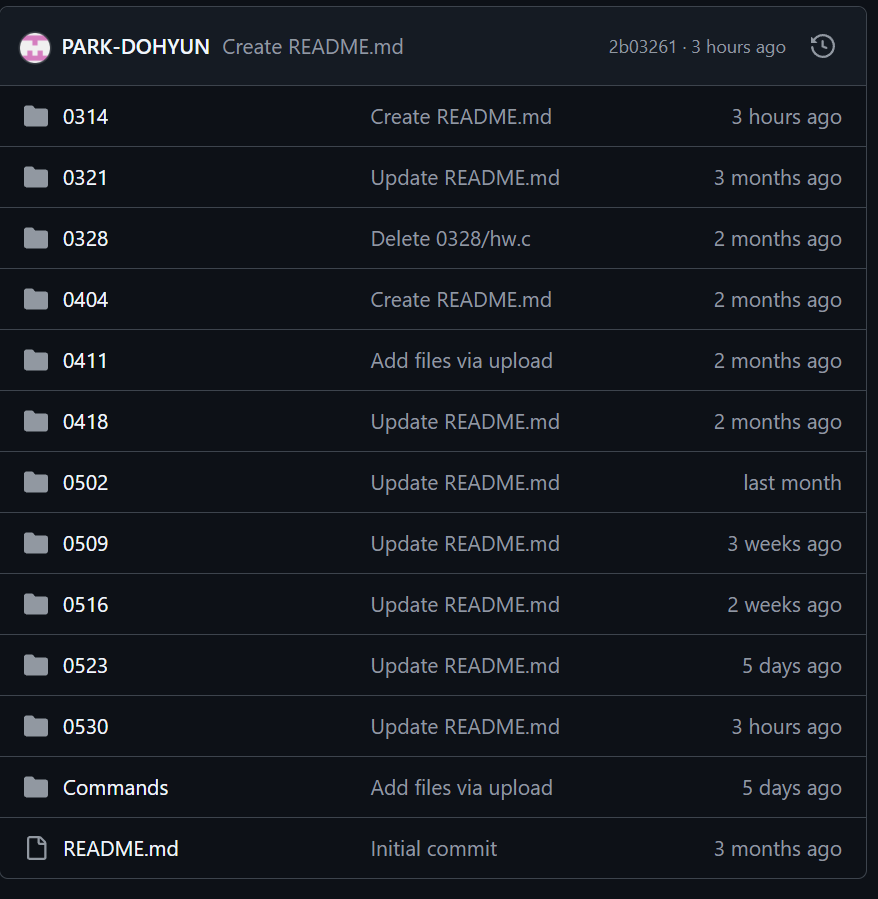 PARK-DOHYUN Create README.md 2b03261 · 3 hours ago
0314 Create README.md 3 hours ago
0321 Update README.md 3 months ago
0328 Delete 0328/hw.c 2 months ago
0404 Create README.md 2 months ago
0411 Add files via upload 2 months ago
0418 Update README.md 2 months ago
0502 Update README.md last month
0509 Update README.md 3 weeks ago
0516 Update README.md 2 weeks ago
0523 Update README.md 5 days ago
0530 Update README.md 3 hours ago
Commands Add files via upload 5 days ago
README.md Initial commit 3 months ago